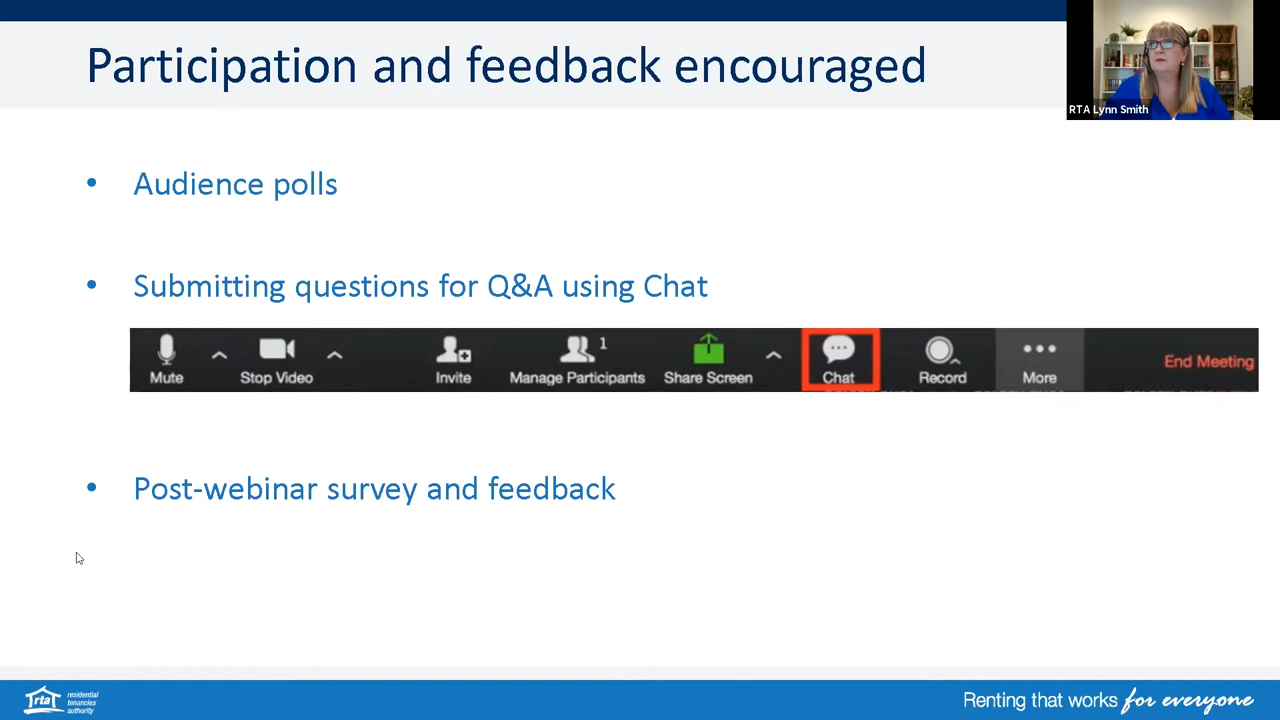 Participation and feedback encouraged
RTA Lynn Smith
• Audience polls
• Submitting questions for Q&A using Chat
1
Mute
Stop Video
Invite
Manage Participants
Share Screen
Chat
Record
More
End Meeting
• Post-webinar survey and feedback
rta
residential
tenancies
authority
Renting that works for everyone